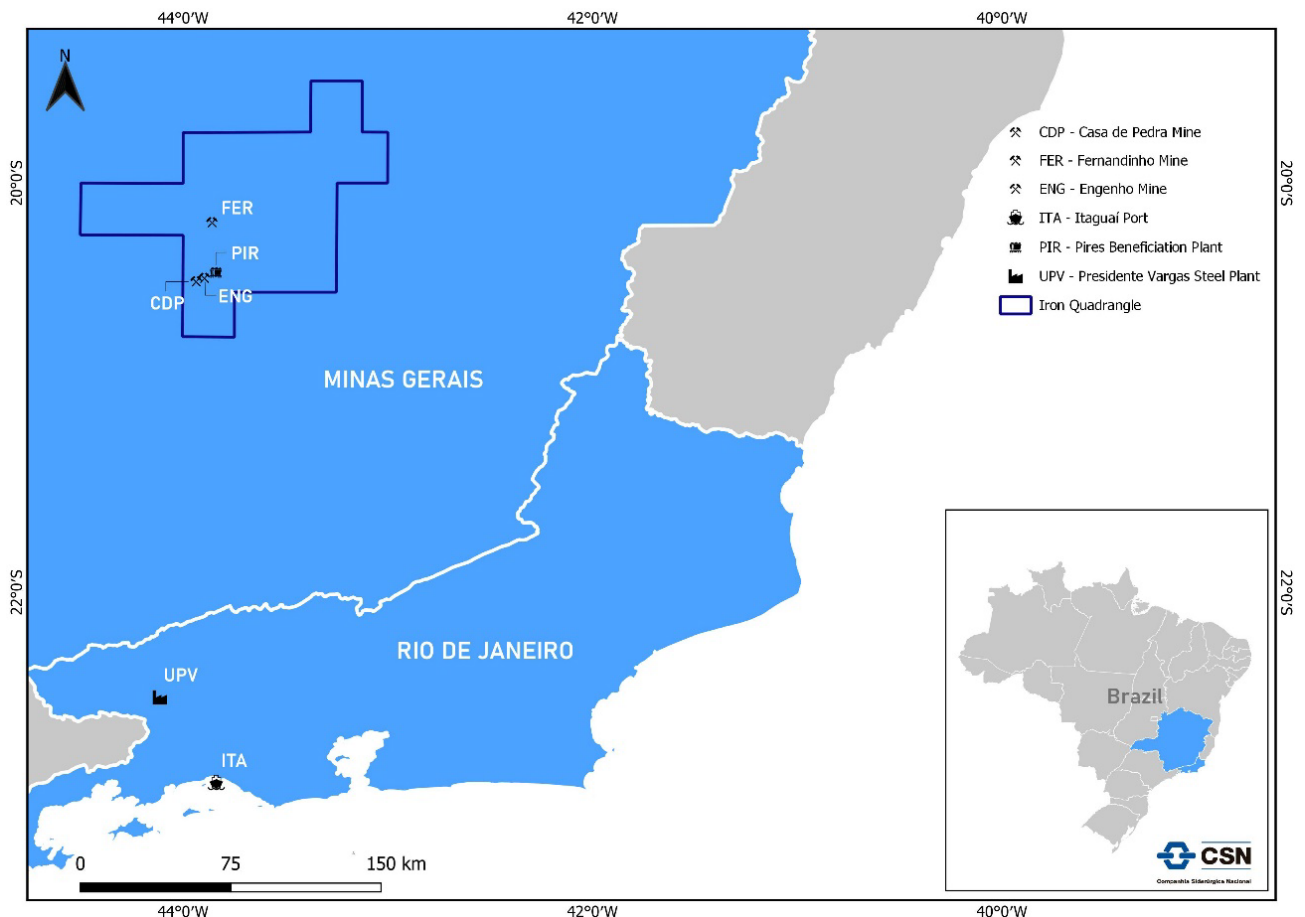 44°0'W 42°0'W 40°0'W
N
CDP - Casa de Pedra Mine
FER - Fernandinho Mine
ENG - Engenho Mine
ITA - Itaguaí Port
PIR - Pires Beneficiation Plant
UPV - Presidente Vargas Steel Plant
Iron Quadrangle
20°0'S
20°0'S
FER
PIR
CDP
ENG
MINAS GERAIS
22°0'S
22°0'S
RIO DE JANEIRO
UPV
ITA
Brazil
0 75 150 km
CSN
Companhia Siderúrgica Nacional
44°0'W 42°0'W 40°0'W